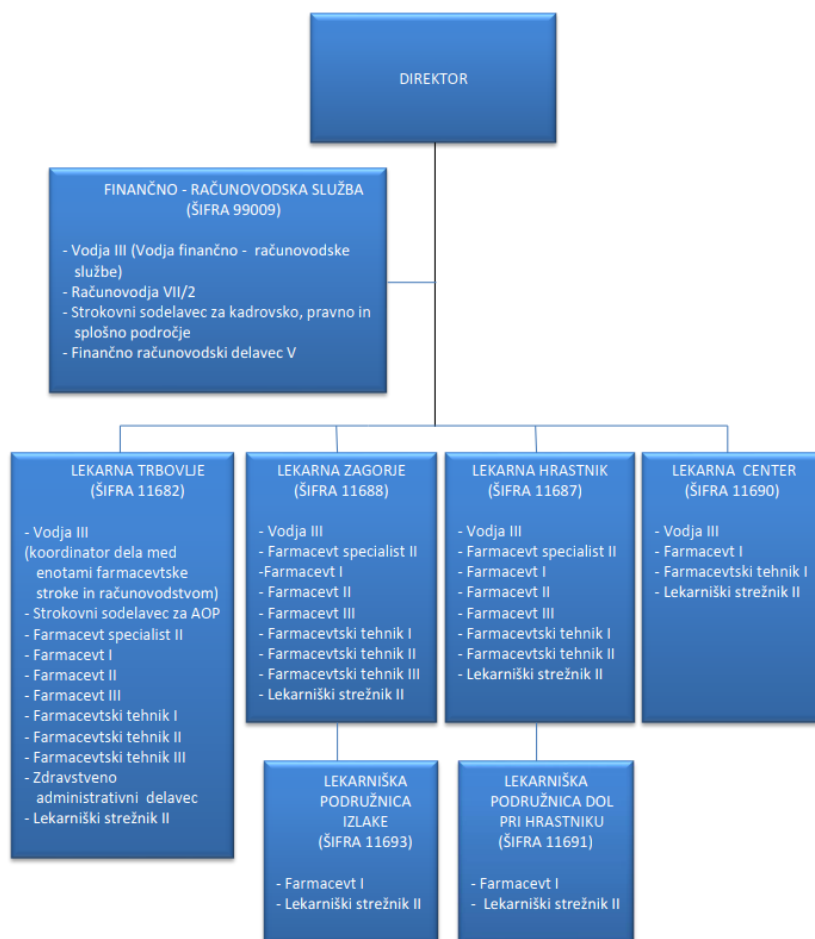 DIREKTOR
FINANČNO - RAČUNOVODSKA SLUŽBA
(ŠIFRA 99009)
- Vodja III (Vodja finančno - računovodske
službe)
- Računovodja VII/2
- Strokovni sodelavec za kadrovsko, pravno in
splošno področje
- Finančno računovodski delavec V
LEKARNA TRBOVLJE
(ŠIFRA 11682)
- Vodja III
(koordinator dela med
enotami farmacevtske
stroke in računovodstvom)
- Strokovni sodelavec za AOP
- Farmacevt specialist II
- Farmacevt I
- Farmacevt II
- Farmacevt III
- Farmacevtski tehnik I
- Farmacevtski tehnik II
- Farmacevtski tehnik III
- Zdravstveno
administrativni delavec
- Lekarniški strežnik II
LEKARNA ZAGORJE
(ŠIFRA 11688)
- Vodja III
- Farmacevt specialist II
-Farmacevt I
- Farmacevt II
- Farmacevt III
- Farmacevtski tehnik I
- Farmacevtski tehnik II
- Farmacevtski tehnik III
- Lekarniški strežnik II
LEKARNA HRASTNIK
(ŠIFRA 11687)
- Vodja III
- Farmacevt specialist II
- Farmacevt I
- Farmacevt II
- Farmacevt III
- Farmacevtski tehnik I
- Farmacevtski tehnik II
- Lekarniški strežnik II
LEKARNA CENTER
(ŠIFRA 11690)
- Vodja III
- Farmacevt I
- Farmacevtski tehnik I
- Lekarniški strežnik II
LEKARNIŠKA
PODRUŽNICA
IZLAKE
(ŠIFRA 11693)
- Farmacevt I
- Lekarniški strežnik II
LEKARNIŠKA
PODRUŽNICA DOL
PRI HRASTNIKU
(ŠIFRA 11691)
- Farmacevt I
- Lekarniški strežnik II